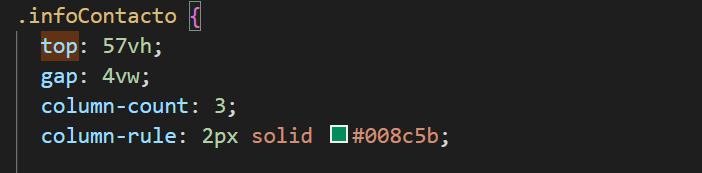 .infoContacto {
top: 57vh;
gap: 4vw;
column-count: 3;
column-rule: 2px solid #008c5b;